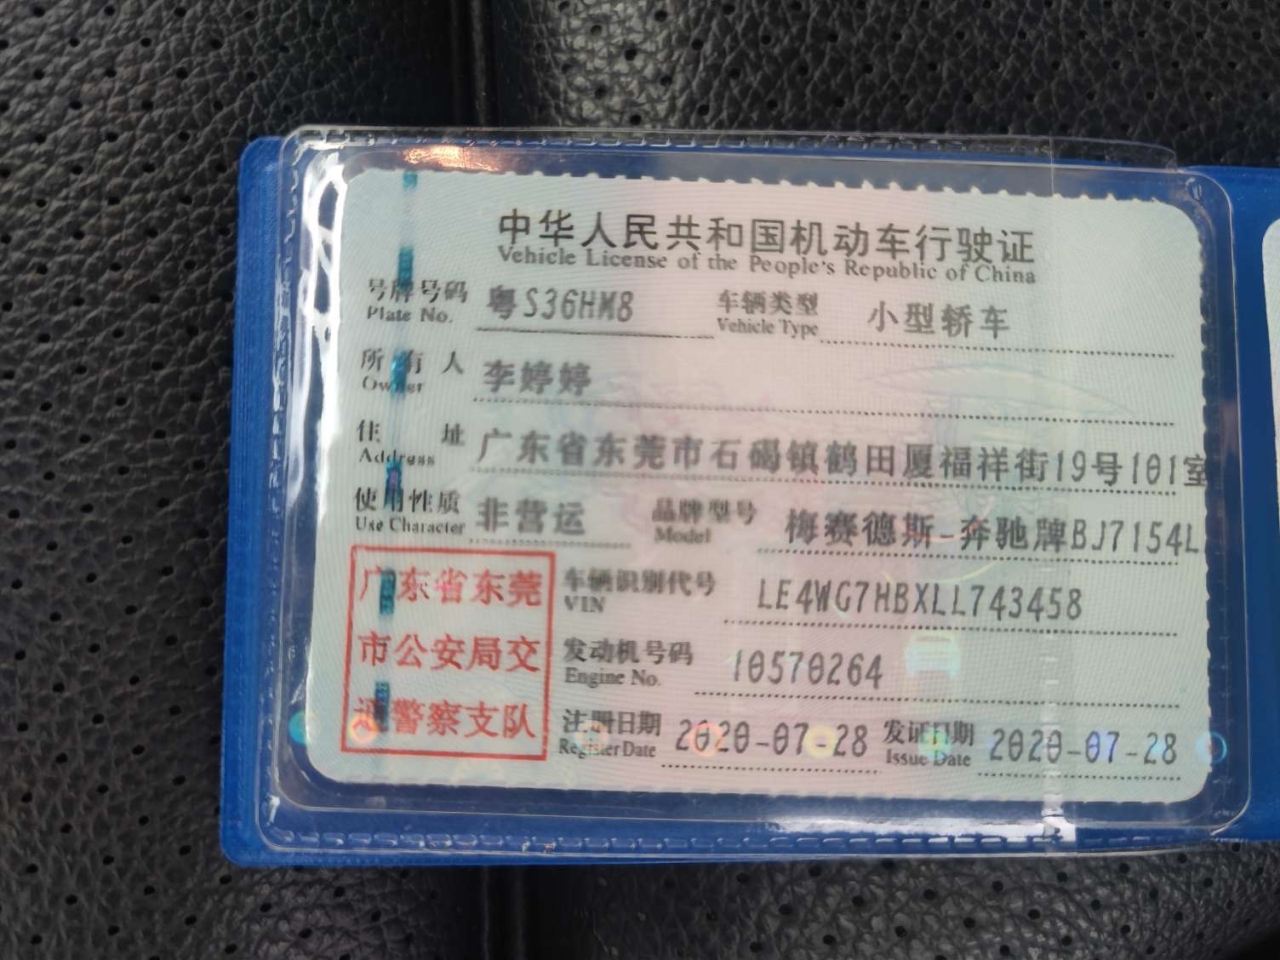 中华人民共和国机动车行驶证
Vehicle License of the People's Republic of China
号牌号码 粤S36HM8 车辆类型 小型轿车
Plate No. Vehicle Type
所有人 李婷婷
Owner
住址 广东省东莞市石碣镇鹤田厦福祥街19号101室
Address
使用性质 非营运 品牌型号 梅赛德斯-奔驰牌BJ7154L
Use Character Model
广东省东莞
市公安局交
通警察支队
车辆识别代号 LE4WG7HBXLL743458
VIN
发动机号码 10570264
Engine No.
注册日期 2020-07-28 发证日期 2020-07-28
Register Date Issue Date